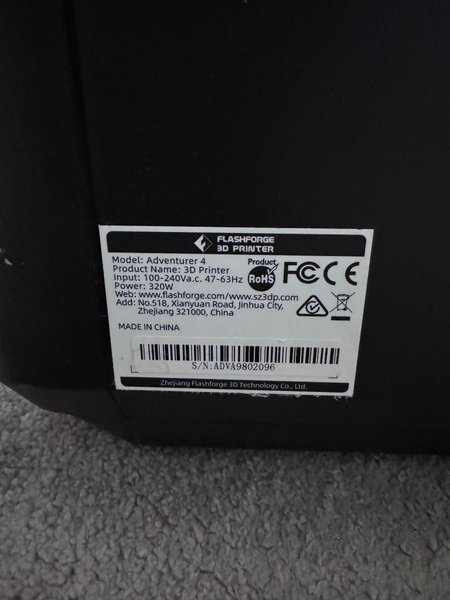 FLASHFORGE
3D PRINTER
Model: Adventurer 4
Product Name: 3D Printer
Input: 100-240Va.c. 47-63Hz
Power: 320W
Web: www.flashforge.com/www.sz3dp.com
Add: No.518, Xianyuan Road, Jinhua City,
Zhejiang 321000, China
Product
RoHS
FC CE
MADE IN CHINA
S/N:ADVA9802096
Zhejiang Flashforge 3D Technology Co., Ltd.